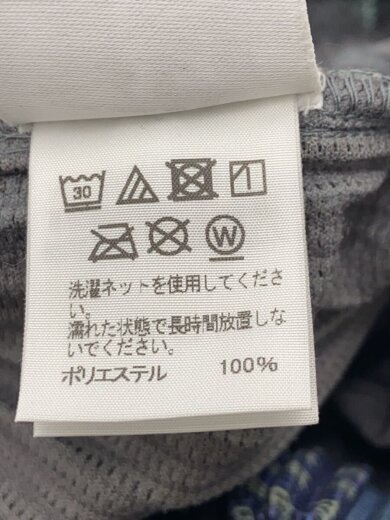 30
W
洗濯ネットを使用してくださ
い。
濡れた状態で長時間放置しな
いでください。
ポリエステル 100%